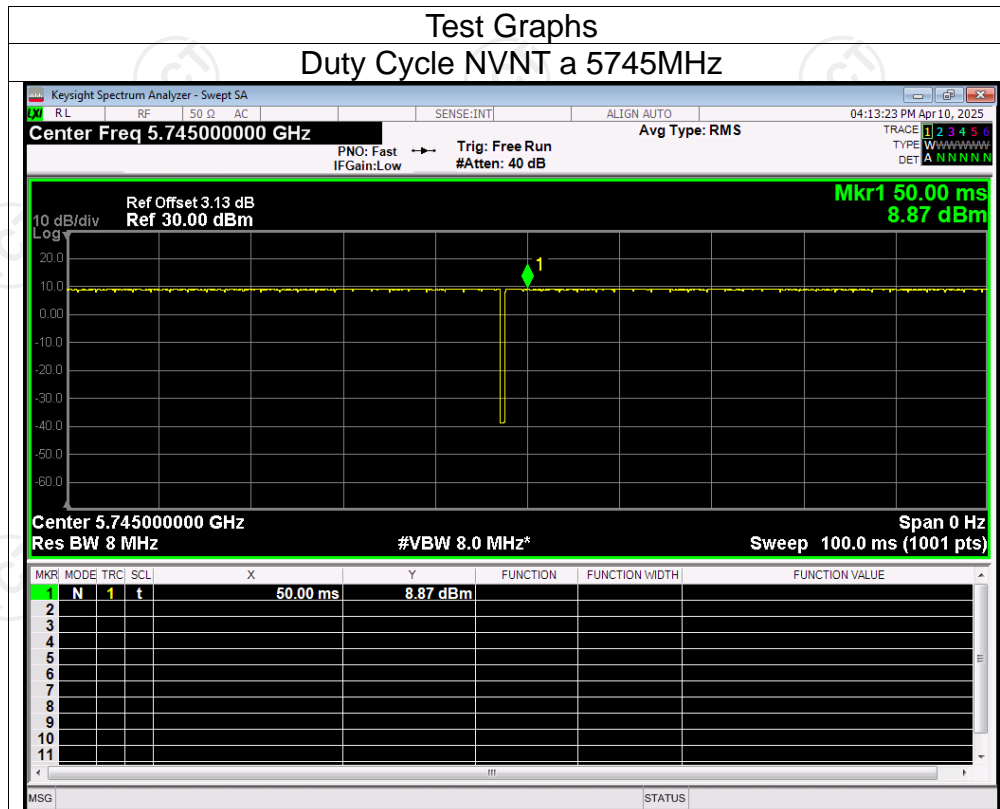 Test Graphs
Duty Cycle NVNT a 5745MHz
Keysight Spectrum Analyzer - Swept SA
LXI RL RF 50 Ω AC SENSE:INT ALIGN AUTO 04:13:23 PM Apr 10, 2025
Center Freq 5.745000000 GHz Avg Type: RMS TRACE 1 2 3 4 5 6
PNO: Fast Trig: Free Run TYPE WWWWWW
IFGain:Low #Atten: 40 dB DET A N N N N N
Mkr1 50.00 ms
Ref Offset 3.13 dB
10 dB/div Ref 30.00 dBm 8.87 dBm
Log
20.0
1
10.0
0.00
-10.0
-20.0
-30.0
-40.0
-50.0
-60.0
Center 5.745000000 GHz Span 0 Hz
Res BW 8 MHz #VBW 8.0 MHz* Sweep 100.0 ms (1001 pts)
MKR MODE TRC SCL X Y FUNCTION FUNCTION WIDTH FUNCTION VALUE
1 N 1 t 50.00 ms 8.87 dBm
2
3
4
5
6
7
8
9
10
11
MSG STATUS